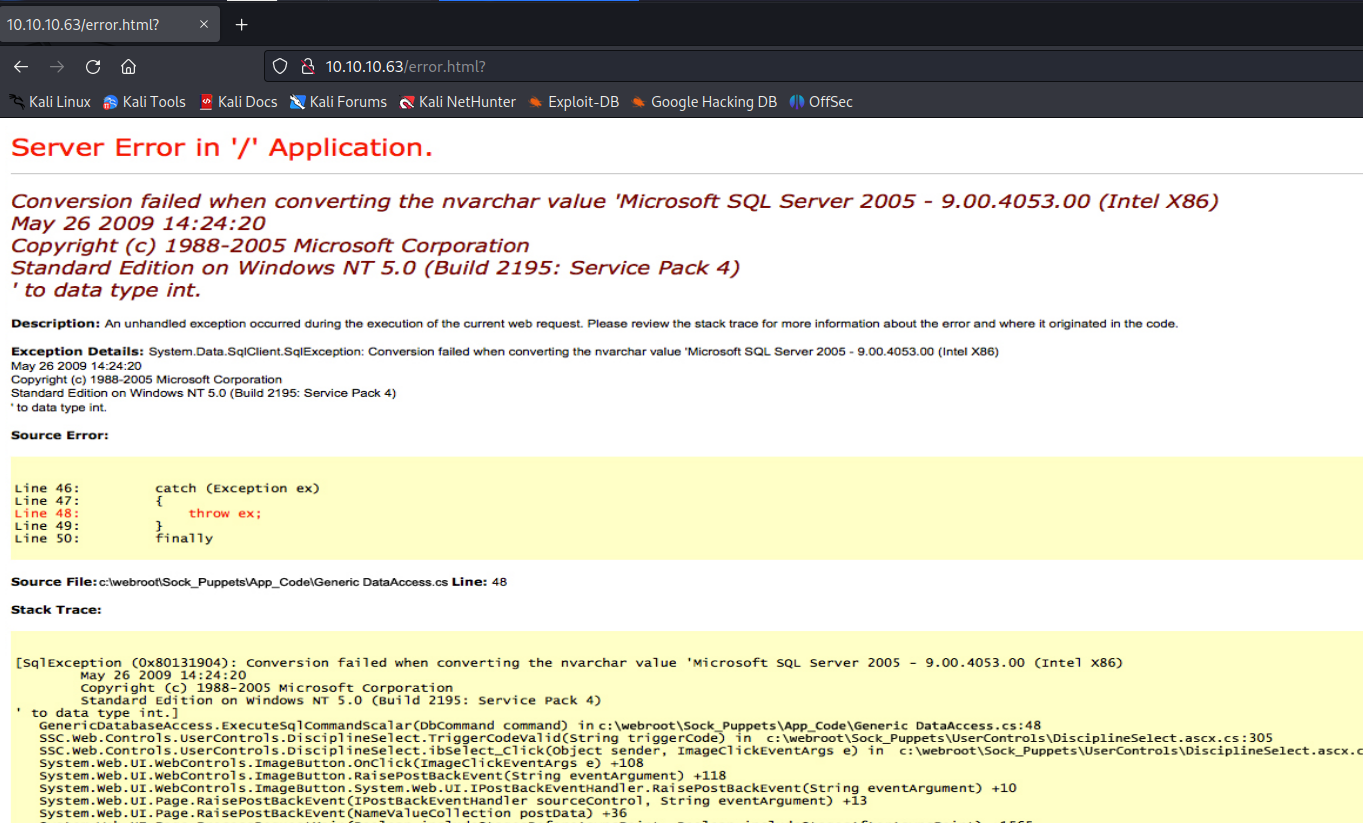 10.10.10.63/error.html?
10.10.10.63/error.html?
Kali Linux Kali Tools Kali Docs Kali Forums Kali NetHunter Exploit-DB Google Hacking DB OffSec
Server Error in '/' Application.
Conversion failed when converting the nvarchar value 'Microsoft SQL Server 2005 - 9.00.4053.00 (Intel X86)
May 26 2009 14:24:20
Copyright (c) 1988-2005 Microsoft Corporation
Standard Edition on Windows NT 5.0 (Build 2195: Service Pack 4)
' to data type int.
Description: An unhandled exception occurred during the execution of the current web request. Please review the stack trace for more information about the error and where it originated in the code.
Exception Details: System.Data.SqlClient.SqlException: Conversion failed when converting the nvarchar value 'Microsoft SQL Server 2005 - 9.00.4053.00 (Intel X86)
May 26 2009 14:24:20
Copyright (c) 1988-2005 Microsoft Corporation
Standard Edition on Windows NT 5.0 (Build 2195: Service Pack 4)
' to data type int.
Source Error:
Line 46: catch (Exception ex)
Line 47: {
Line 48: throw ex;
Line 49: }
Line 50: finally
Source File: c:\webroot\Sock_Puppets\App_Code\Generic DataAccess.cs Line: 48
Stack Trace:
[SqlException (0x80131904): Conversion failed when converting the nvarchar value 'Microsoft SQL Server 2005 - 9.00.4053.00 (Intel X86)
May 26 2009 14:24:20
Copyright (c) 1988-2005 Microsoft Corporation
Standard Edition on Windows NT 5.0 (Build 2195: Service Pack 4)
' to data type int.]
GenericDatabaseAccess.ExecuteSqlCommandScalar(DbCommand command) in c:\webroot\Sock_Puppets\App_Code\Generic DataAccess.cs:48
SSC.Web.Controls.UserControls.DisciplineSelect.TriggerCodeValid(String triggerCode) in c:\webroot\Sock_Puppets\UserControls\DisciplineSelect.ascx.cs:305
SSC.Web.Controls.UserControls.DisciplineSelect.ibSelect_Click(Object sender, ImageClickEventArgs e) in c:\webroot\Sock_Puppets\UserControls\DisciplineSelect.ascx.c
System.Web.UI.WebControls.ImageButton.OnClick(ImageClickEventArgs e) +108
System.Web.UI.WebControls.ImageButton.RaisePostBackEvent(String eventArgument) +118
System.Web.UI.WebControls.ImageButton.System.Web.UI.IPostBackEventHandler.RaisePostBackEvent(String eventArgument) +10
System.Web.UI.Page.RaisePostBackEvent(IPostBackEventHandler sourceControl, String eventArgument) +13
System.Web.UI.Page.RaisePostBackEvent(NameValueCollection postData) +36